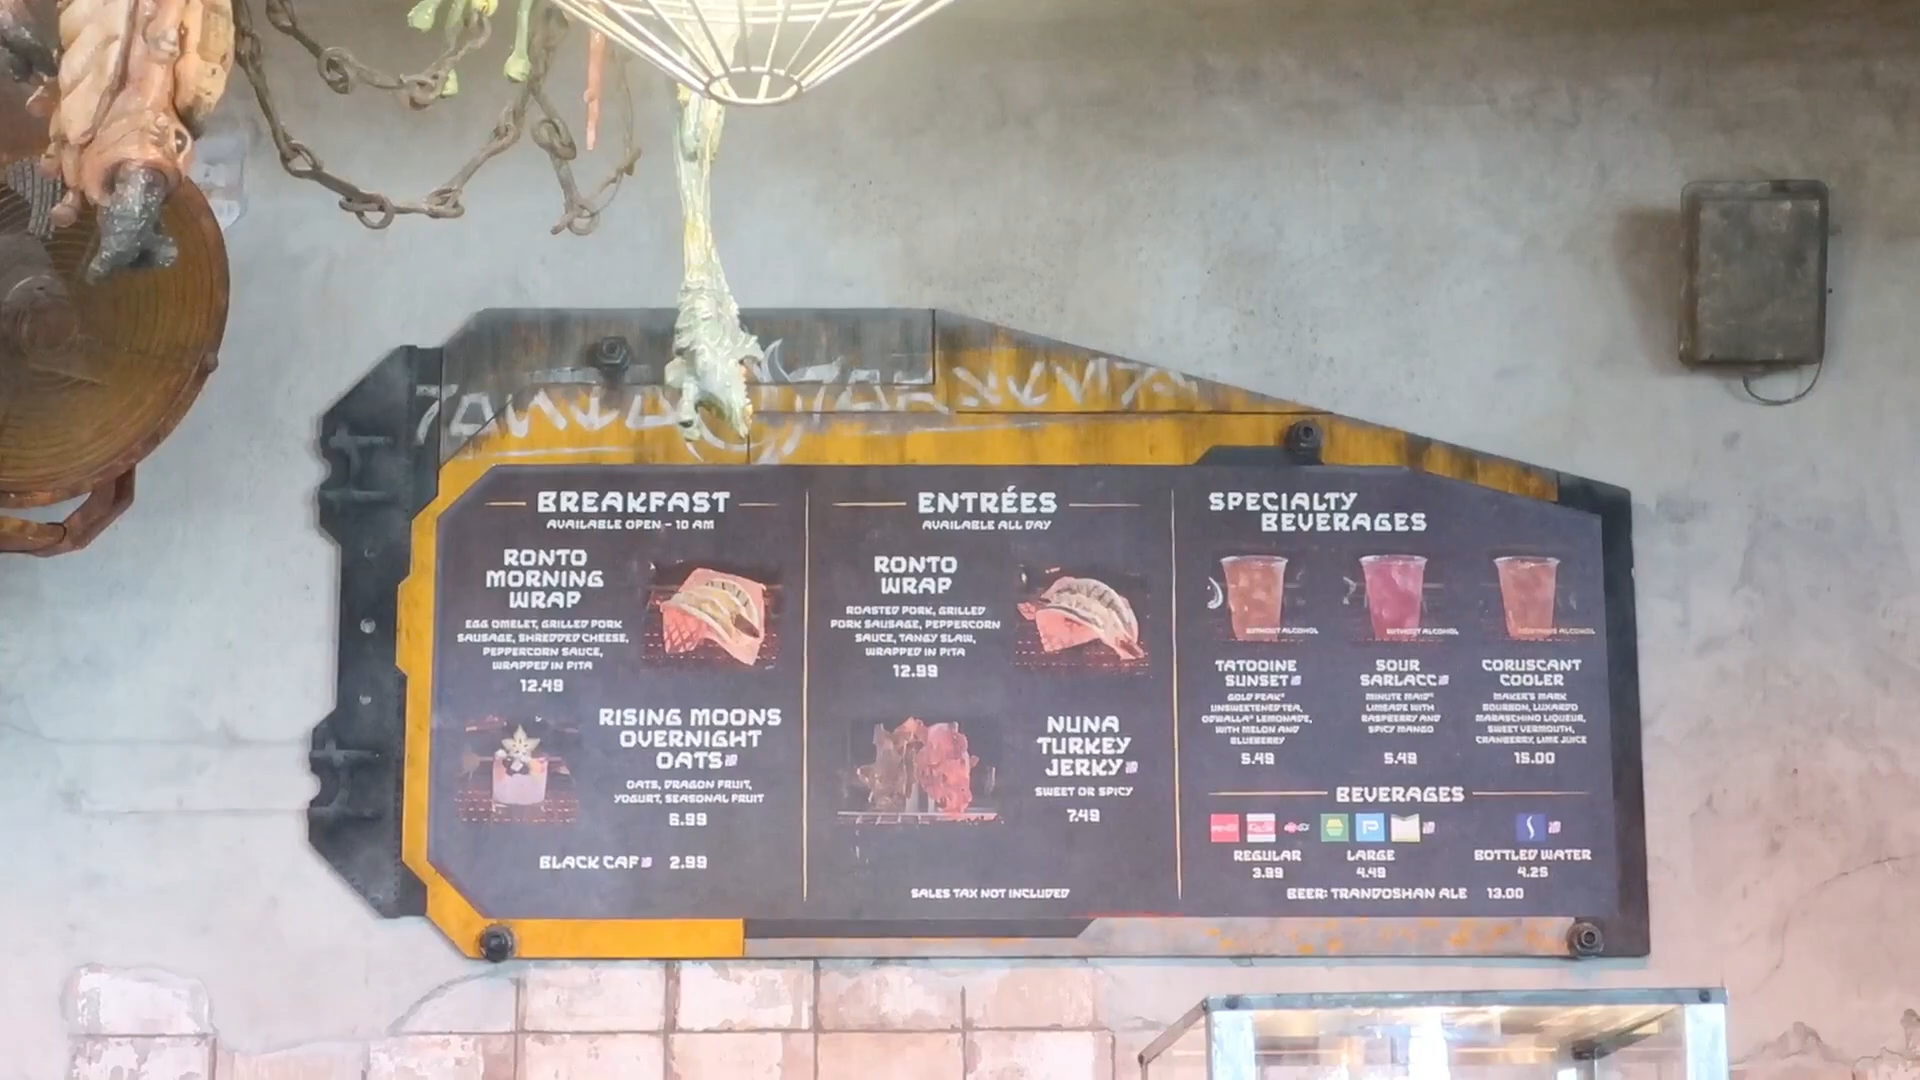 BREAKFAST
AVAILABLE OPEN - 10 AM
RONTO
MORNING
WRAP
EGG OMELET, GRILLED PORK
SAUSAGE, SHREDDED CHEESE,
PEPPERCORN SAUCE,
WRAPPED IN PITA
12.49
RISING MOONS
OVERNIGHT
OATS
OATS, DRAGON FRUIT,
YOGURT, SEASONAL FRUIT
6.99
BLACK CAF 2.99
ENTRÉES
AVAILABLE ALL DAY
RONTO
WRAP
ROASTED PORK, GRILLED
PORK SAUSAGE, PEPPERCORN
SAUCE, TANGY SLAW,
WRAPPED IN PITA
12.99
NUNA
TURKEY
JERKY
SWEET OR SPICY
7.49
SALES TAX NOT INCLUDED
SPECIALTY
BEVERAGES
WITHOUT ALCOHOL
WITHOUT ALCOHOL
ALCOHOL
TATOOINE
SUNSET
GOLD PEAK®
UNSWEETENED TEA,
ODWALLA® LEMONADE,
WITH MELON AND
BLUEBERRY
5.49
SOUR
SARLACC
MINUTE MAID®
LIMEADE WITH
RASPBERRY AND
SPICY MANGO
5.49
CORUSCANT
COOLER
MAKER'S MARK
BOURBON, LUXARDO
MARASCHINO LIQUEUR,
SWEET VERMOUTH,
CRANBERRY, LIME JUICE
15.00
BEVERAGES
REGULAR
3.99
LARGE
4.49
BOTTLED WATER
4.25
BEER: TRANDOSHAN ALE 13.00